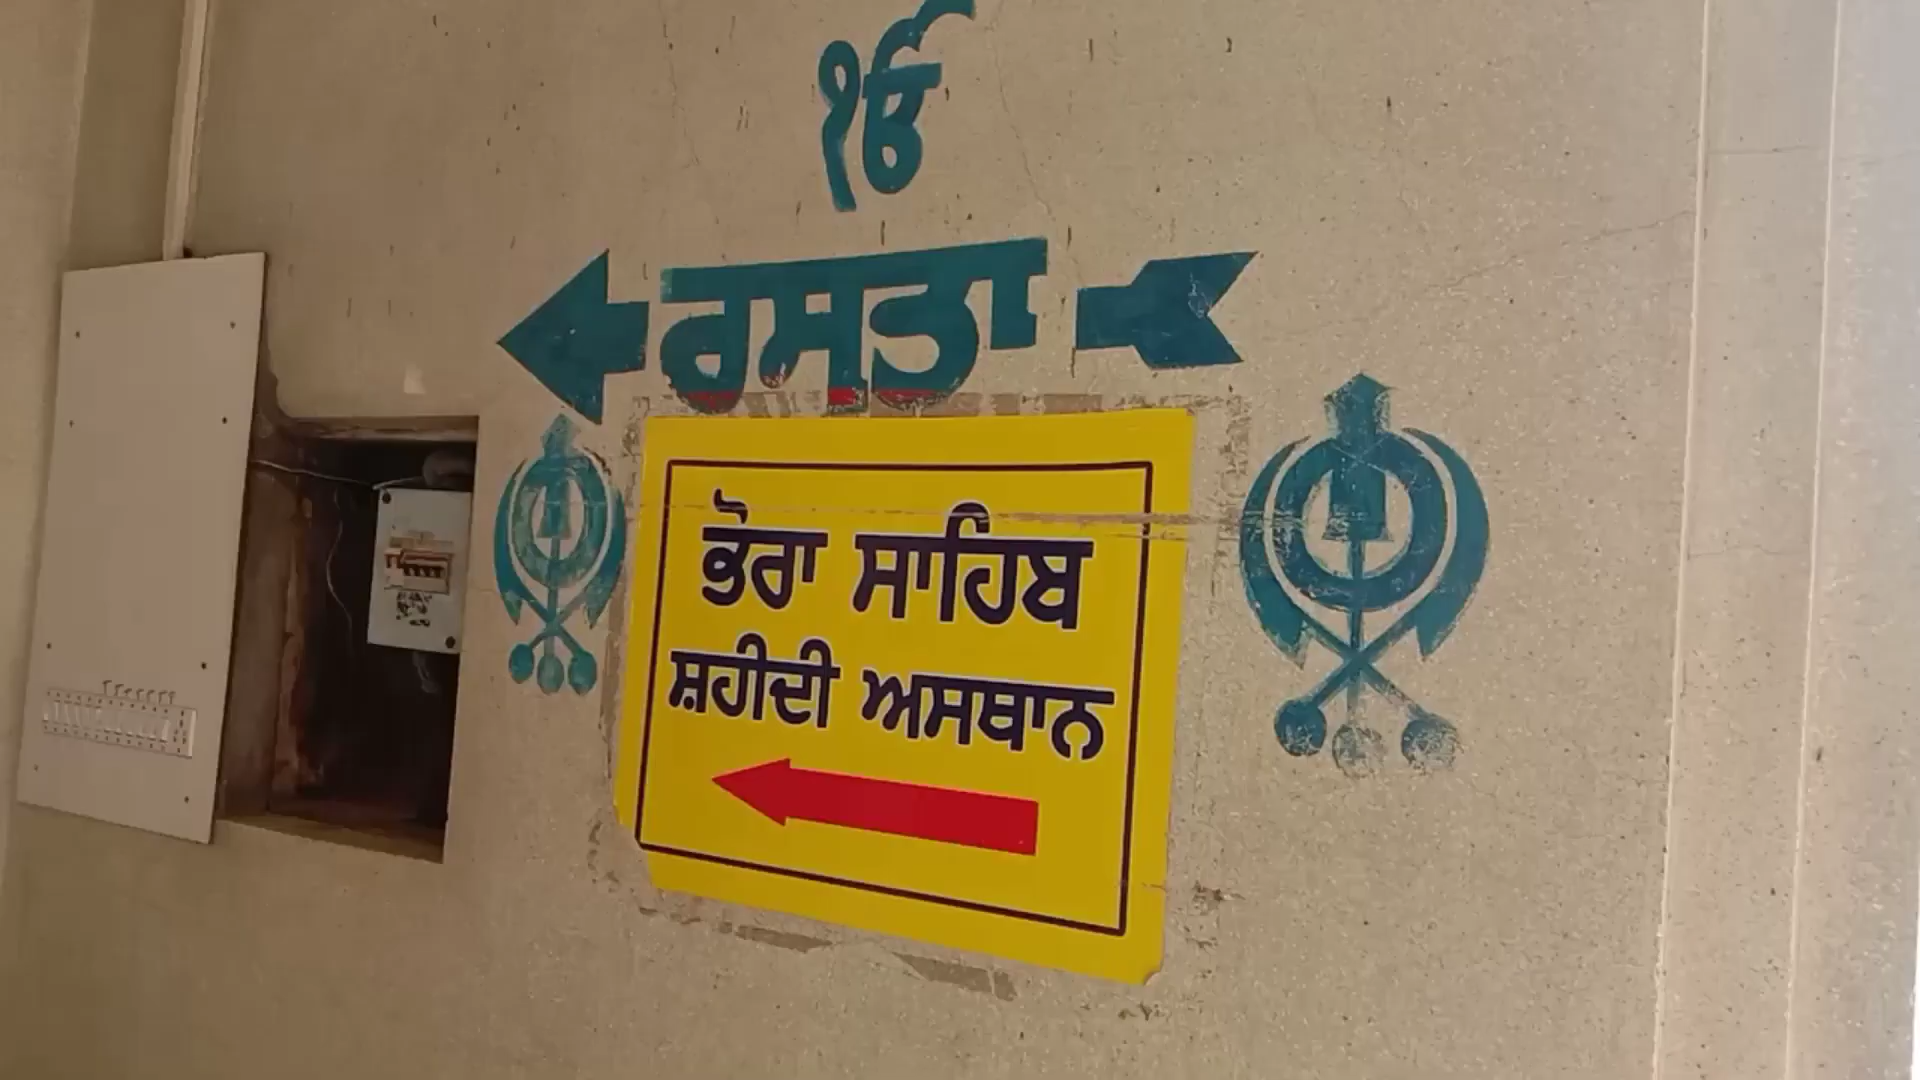 ੴ
ਰਸਤਾ
ਭੋਰਾ ਸਾਹਿਬ
ਸ਼ਹੀਦੀ ਅਸਥਾਨ